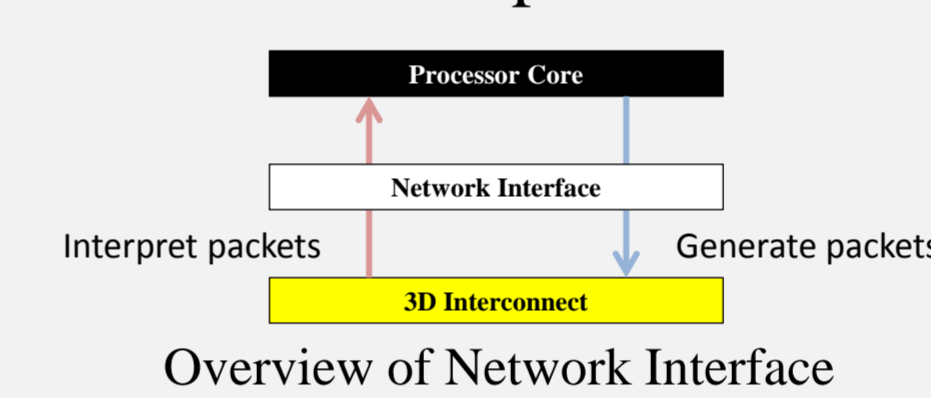 Processor Core
Network Interface
Interpret packets
Generate packets
3D Interconnect
Overview of Network Interface